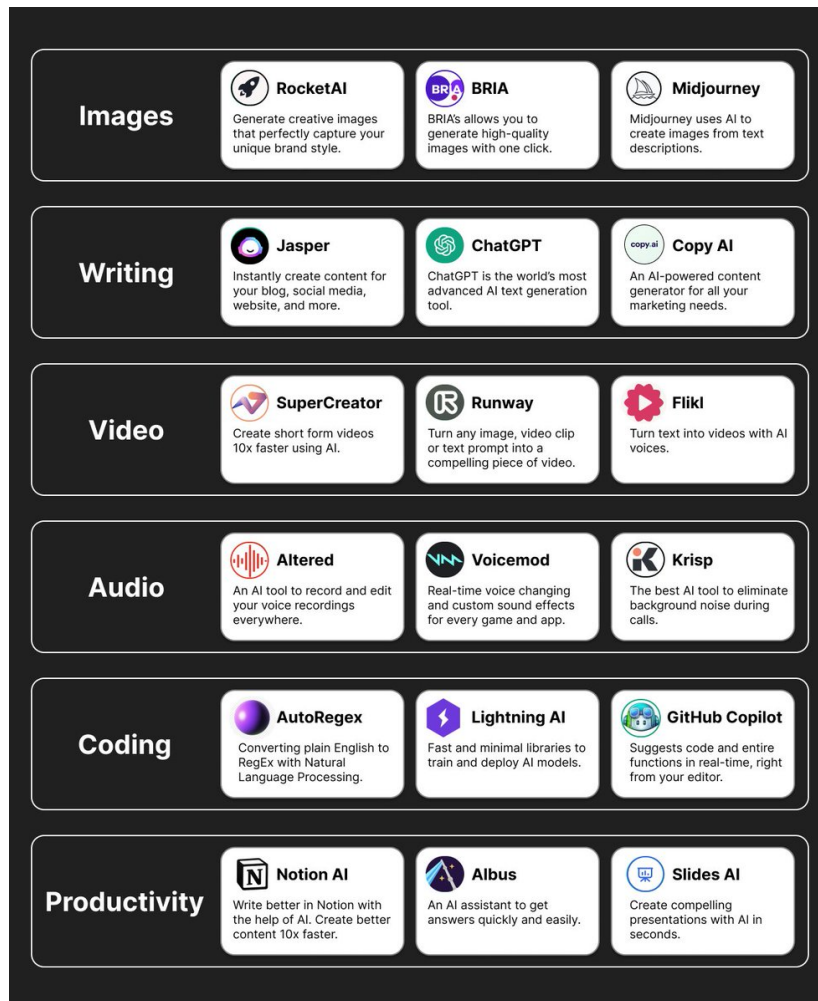 Images
RocketAI
Generate creative images
that perfectly capture your
unique brand style.
BRIA
BRIA
BRIA's allows you to
generate high-quality
images with one click.
Midjourney
Midjourney uses AI to
create images from text
descriptions.
Writing
Jasper
Instantly create content for
your blog, social media,
website, and more.
ChatGPT
ChatGPT is the world's most
advanced AI text generation
tool.
copy.ai
Copy AI
An AI-powered content
generator for all your
marketing needs.
Video
SuperCreator
Create short form videos
10x faster using AI.
R
Runway
Turn any image, video clip
or text prompt into a
compelling piece of video.
Flikl
Turn text into videos with AI
voices.
Audio
Altered
An AI tool to record and edit
your voice recordings
everywhere.
Voicemod
Real-time voice changing
and custom sound effects
for every game and app.
K
Krisp
The best AI tool to eliminate
background noise during
calls.
Coding
AutoRegex
Converting plain English to
RegEx with Natural
Language Processing.
Lightning AI
Fast and minimal libraries to
train and deploy AI models.
GitHub Copilot
Suggests code and entire
functions in real-time, right
from your editor.
Productivity
N
Notion AI
Write better in Notion with
the help of AI. Create better
content 10x faster.
Albus
An AI assistant to get
answers quickly and easily.
Slides AI
Create compelling
presentations with AI in
seconds.